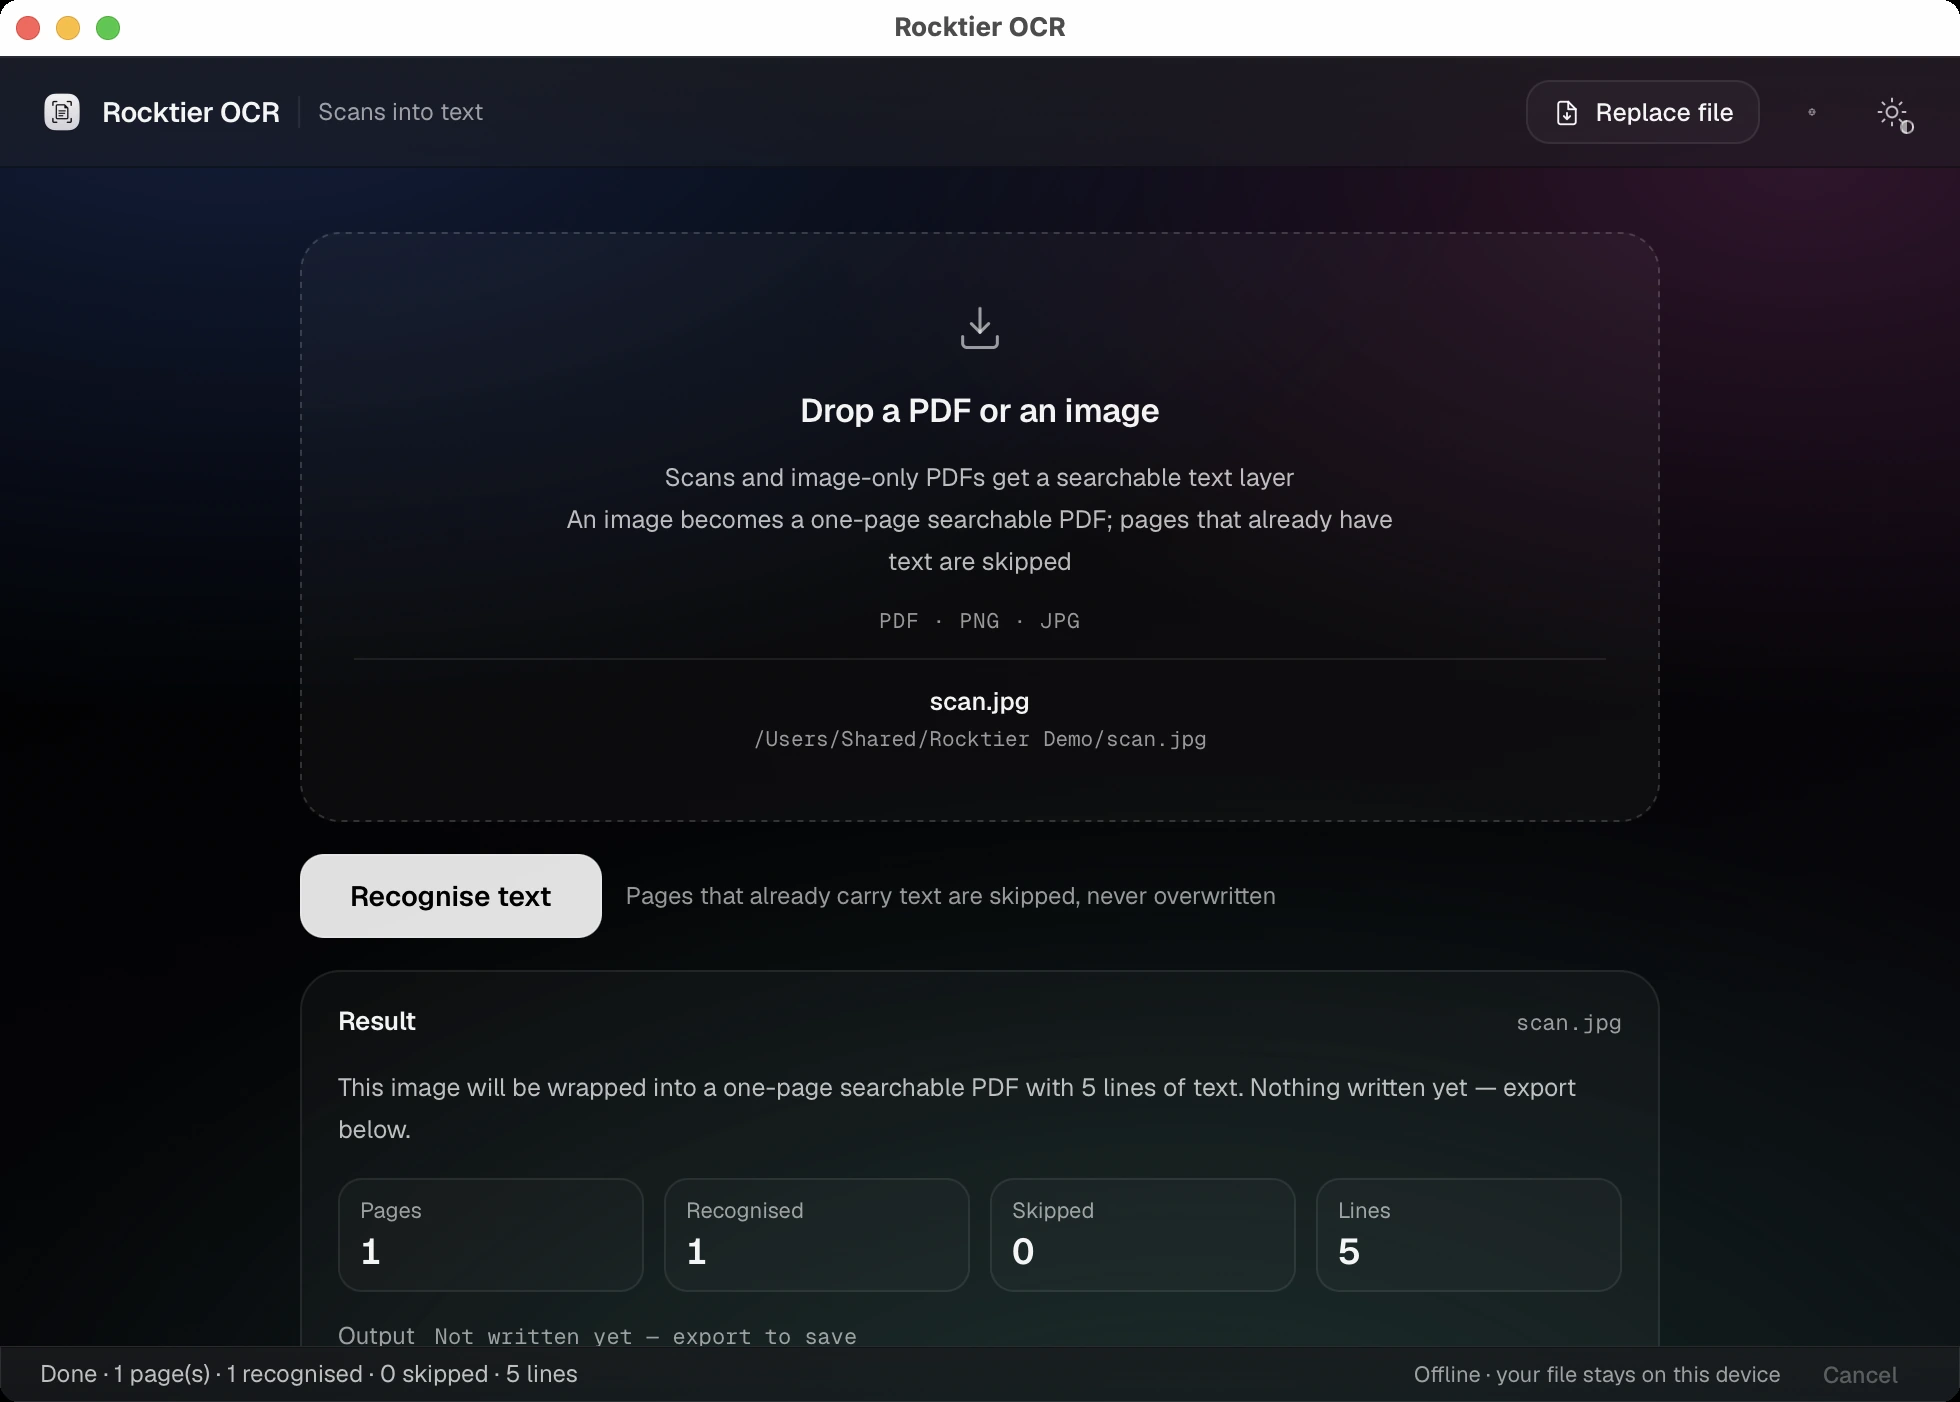 Rocktier OCR
Rocktier OCR
Scans into text
Replace file
Drop a PDF or an image
Scans and image-only PDFs get a searchable text layer
An image becomes a one-page searchable PDF; pages that already have
text are skipped
PDF · PNG · JPG
scan.jpg
/Users/Shared/Rocktier Demo/scan.jpg
Recognise text
Pages that already carry text are skipped, never overwritten
Result
scan.jpg
This image will be wrapped into a one-page searchable PDF with 5 lines of text. Nothing written yet — export
below.
Pages
1
Recognised
1
Skipped
0
Lines
5
Output Not written yet — export to save
Done · 1 page(s) · 1 recognised · 0 skipped · 5 lines
Offline · your file stays on this device
Cancel